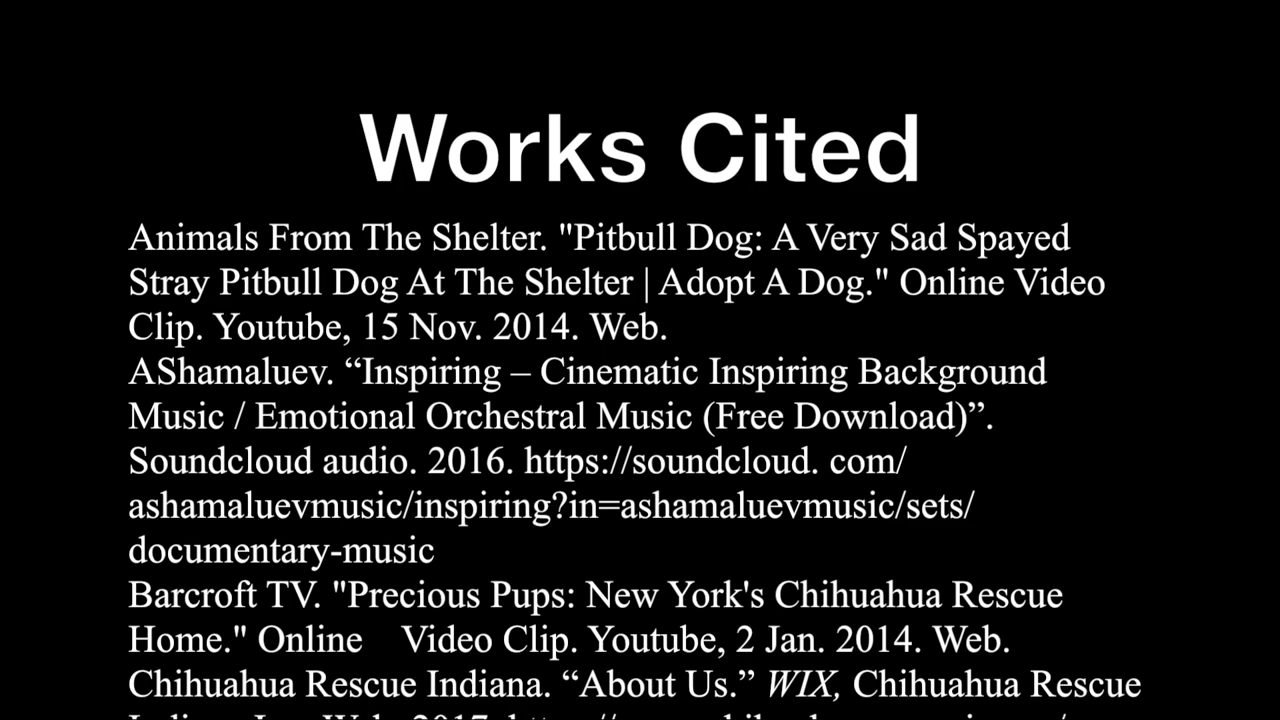 Works Cited
Animals From The Shelter. "Pitbull Dog: A Very Sad Spayed
Stray Pitbull Dog At The Shelter | Adopt A Dog." Online Video
Clip. Youtube, 15 Nov. 2014. Web.
AShamaluev. “Inspiring – Cinematic Inspiring Background
Music / Emotional Orchestral Music (Free Download)”.
Soundcloud audio. 2016. https://soundcloud. com/
ashamaluevmusic/inspiring?in=ashamaluevmusic/sets/
documentary-music
Barcroft TV. "Precious Pups: New York's Chihuahua Rescue
Home." Online    Video Clip. Youtube, 2 Jan. 2014. Web.
Chihuahua Rescue Indiana. “About Us.” WIX, Chihuahua Rescue